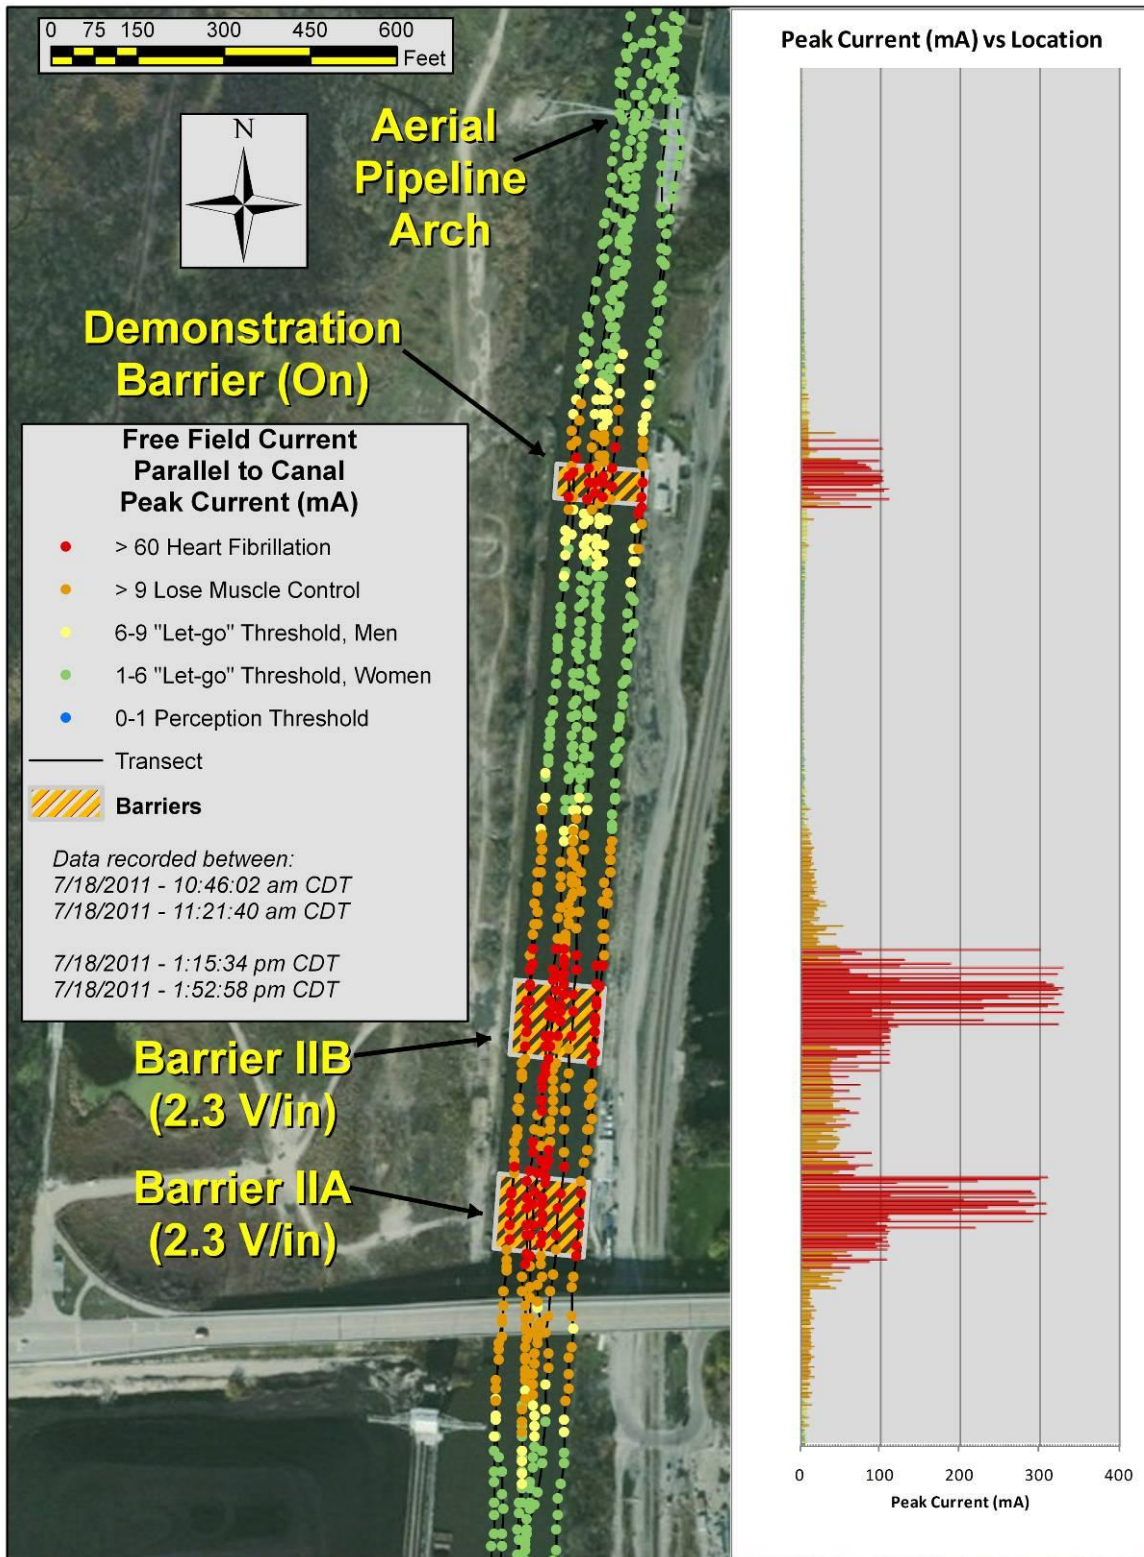 0 75 150 300 450 600
Feet
N
Aerial
Pipeline
Arch
Demonstration
Barrier (On)
Free Field Current
Parallel to Canal
Peak Current (mA)
> 60 Heart Fibrillation
> 9 Lose Muscle Control
6-9 "Let-go" Threshold, Men
1-6 "Let-go" Threshold, Women
0-1 Perception Threshold
Transect
Barriers
Data recorded between:
7/18/2011 - 10:46:02 am CDT
7/18/2011 - 11:21:40 am CDT
7/18/2011 - 1:15:34 pm CDT
7/18/2011 - 1:52:58 pm CDT
Barrier IIB
(2.3 V/in)
Barrier IIA
(2.3 V/in)
Peak Current (mA) vs Location
0 100 200 300 400
Peak Current (mA)